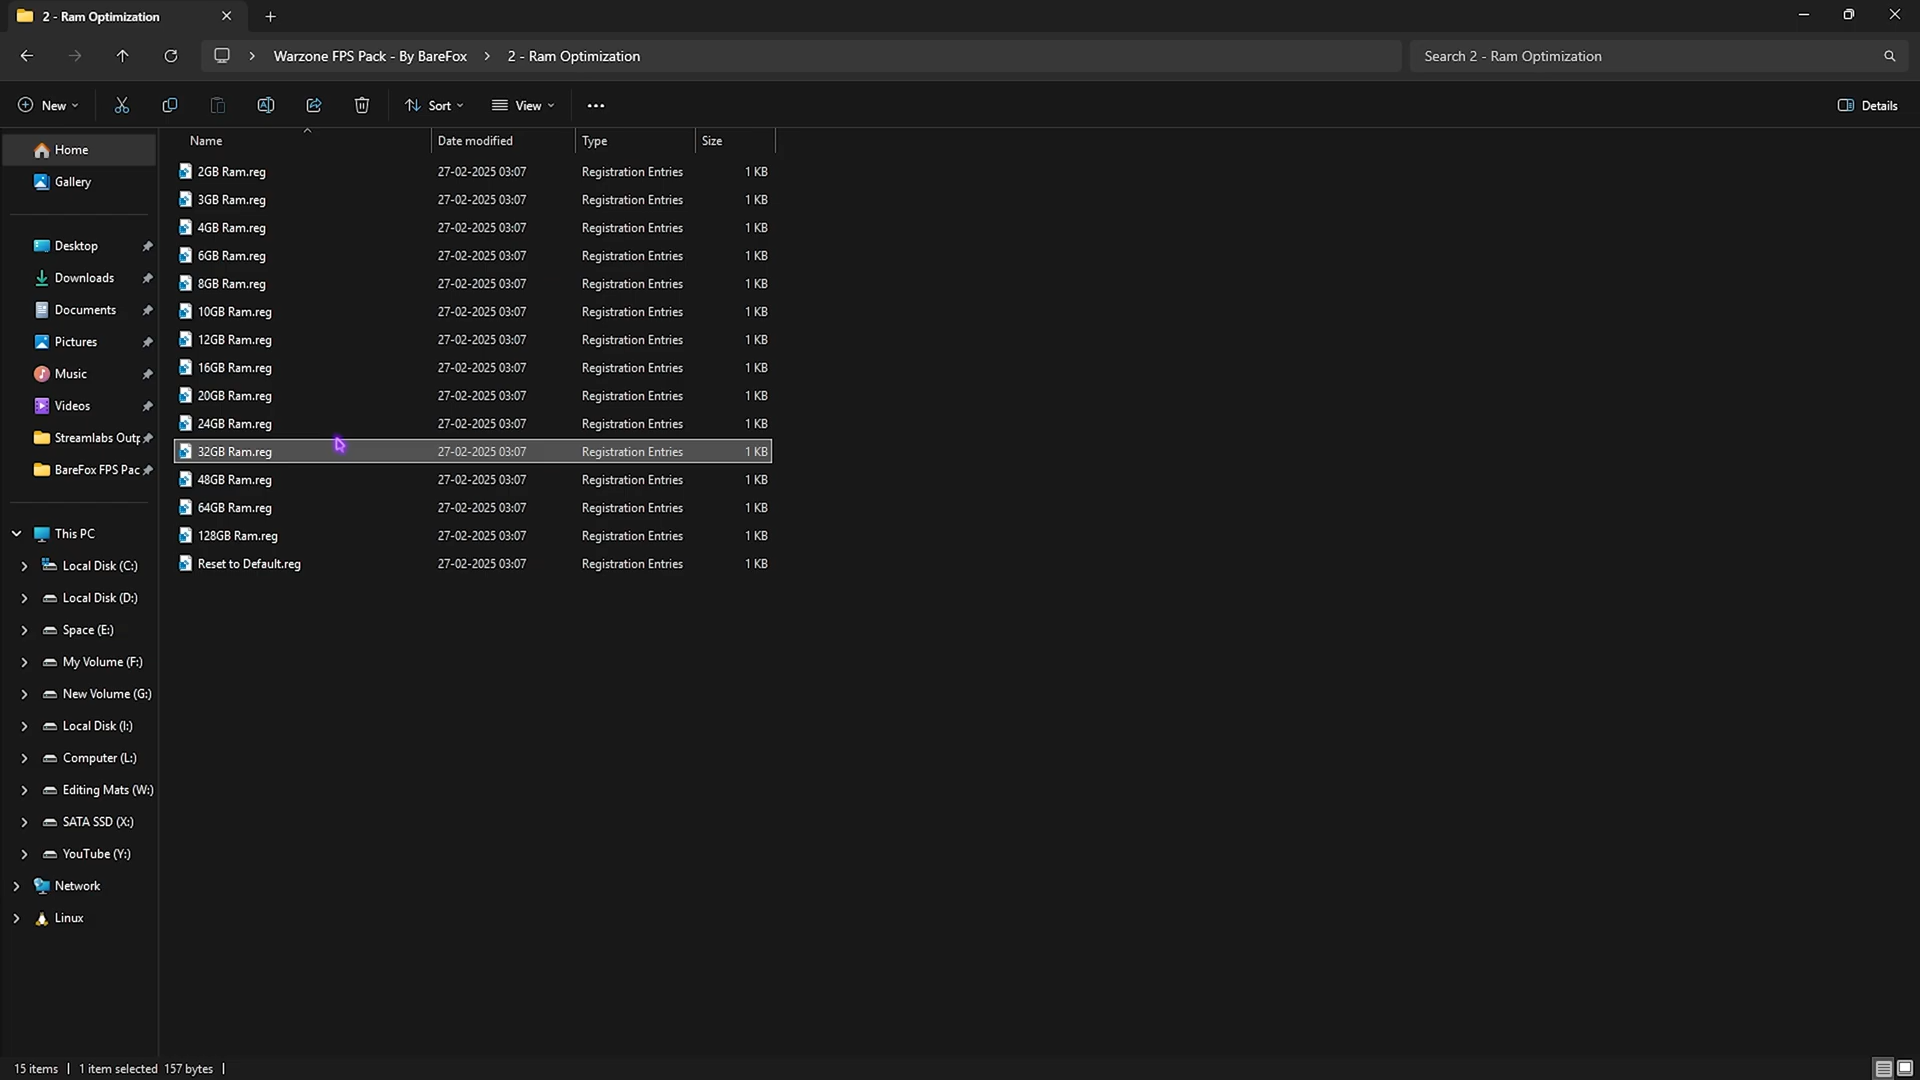 2 - Ram Optimization
Warzone FPS Pack - By BareFox
2 - Ram Optimization
Search 2 - Ram Optimization
New
Sort
View
Details
Name
Date modified
Type
Size
Home
Gallery
Desktop
Downloads
Documents
Pictures
Music
Videos
Streamlabs Outp
BareFox FPS Pac
This PC
Local Disk (C:)
Local Disk (D:)
Space (E:)
My Volume (F:)
New Volume (G:)
Local Disk (I:)
Computer (L:)
Editing Mats (W:)
SATA SSD (X:)
YouTube (Y:)
Network
Linux
2GB Ram.reg 27-02-2025 03:07 Registration Entries 1 KB
3GB Ram.reg 27-02-2025 03:07 Registration Entries 1 KB
4GB Ram.reg 27-02-2025 03:07 Registration Entries 1 KB
6GB Ram.reg 27-02-2025 03:07 Registration Entries 1 KB
8GB Ram.reg 27-02-2025 03:07 Registration Entries 1 KB
10GB Ram.reg 27-02-2025 03:07 Registration Entries 1 KB
12GB Ram.reg 27-02-2025 03:07 Registration Entries 1 KB
16GB Ram.reg 27-02-2025 03:07 Registration Entries 1 KB
20GB Ram.reg 27-02-2025 03:07 Registration Entries 1 KB
24GB Ram.reg 27-02-2025 03:07 Registration Entries 1 KB
32GB Ram.reg 27-02-2025 03:07 Registration Entries 1 KB
48GB Ram.reg 27-02-2025 03:07 Registration Entries 1 KB
64GB Ram.reg 27-02-2025 03:07 Registration Entries 1 KB
128GB Ram.reg 27-02-2025 03:07 Registration Entries 1 KB
Reset to Default.reg 27-02-2025 03:07 Registration Entries 1 KB
15 items | 1 item selected 157 bytes |